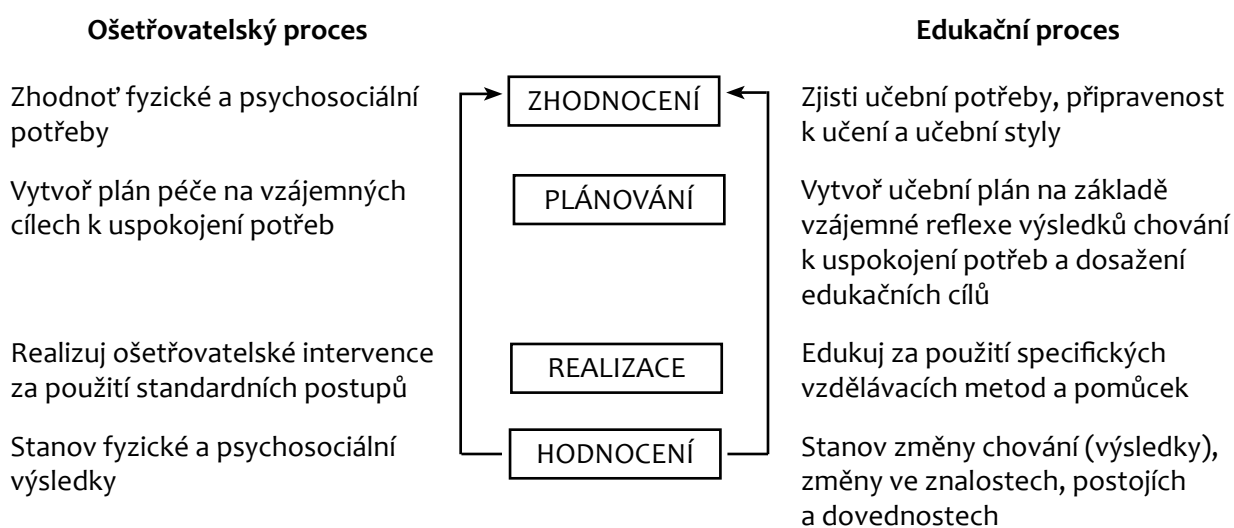 Ošetřovatelský proces
Edukační proces
Zhodnoť fyzické a psychosociální
potřeby
ZHODNOCENÍ
Zjisti učební potřeby, připravenost
k učení a učební styly
Vytvoř plán péče na vzájemných
cílech k uspokojení potřeb
PLÁNOVÁNÍ
Vytvoř učební plán na základě
vzájemné reflexe výsledků chování
k uspokojení potřeb a dosažení
edukačních cílů
Realizuj ošetřovatelské intervence
za použití standardních postupů
REALIZACE
Edukuj za použití specifických
vzdělávacích metod a pomůcek
Stanov fyzické a psychosociální
výsledky
HODNOCENÍ
Stanov změny chování (výsledky),
změny ve znalostech, postojích
a dovednostech